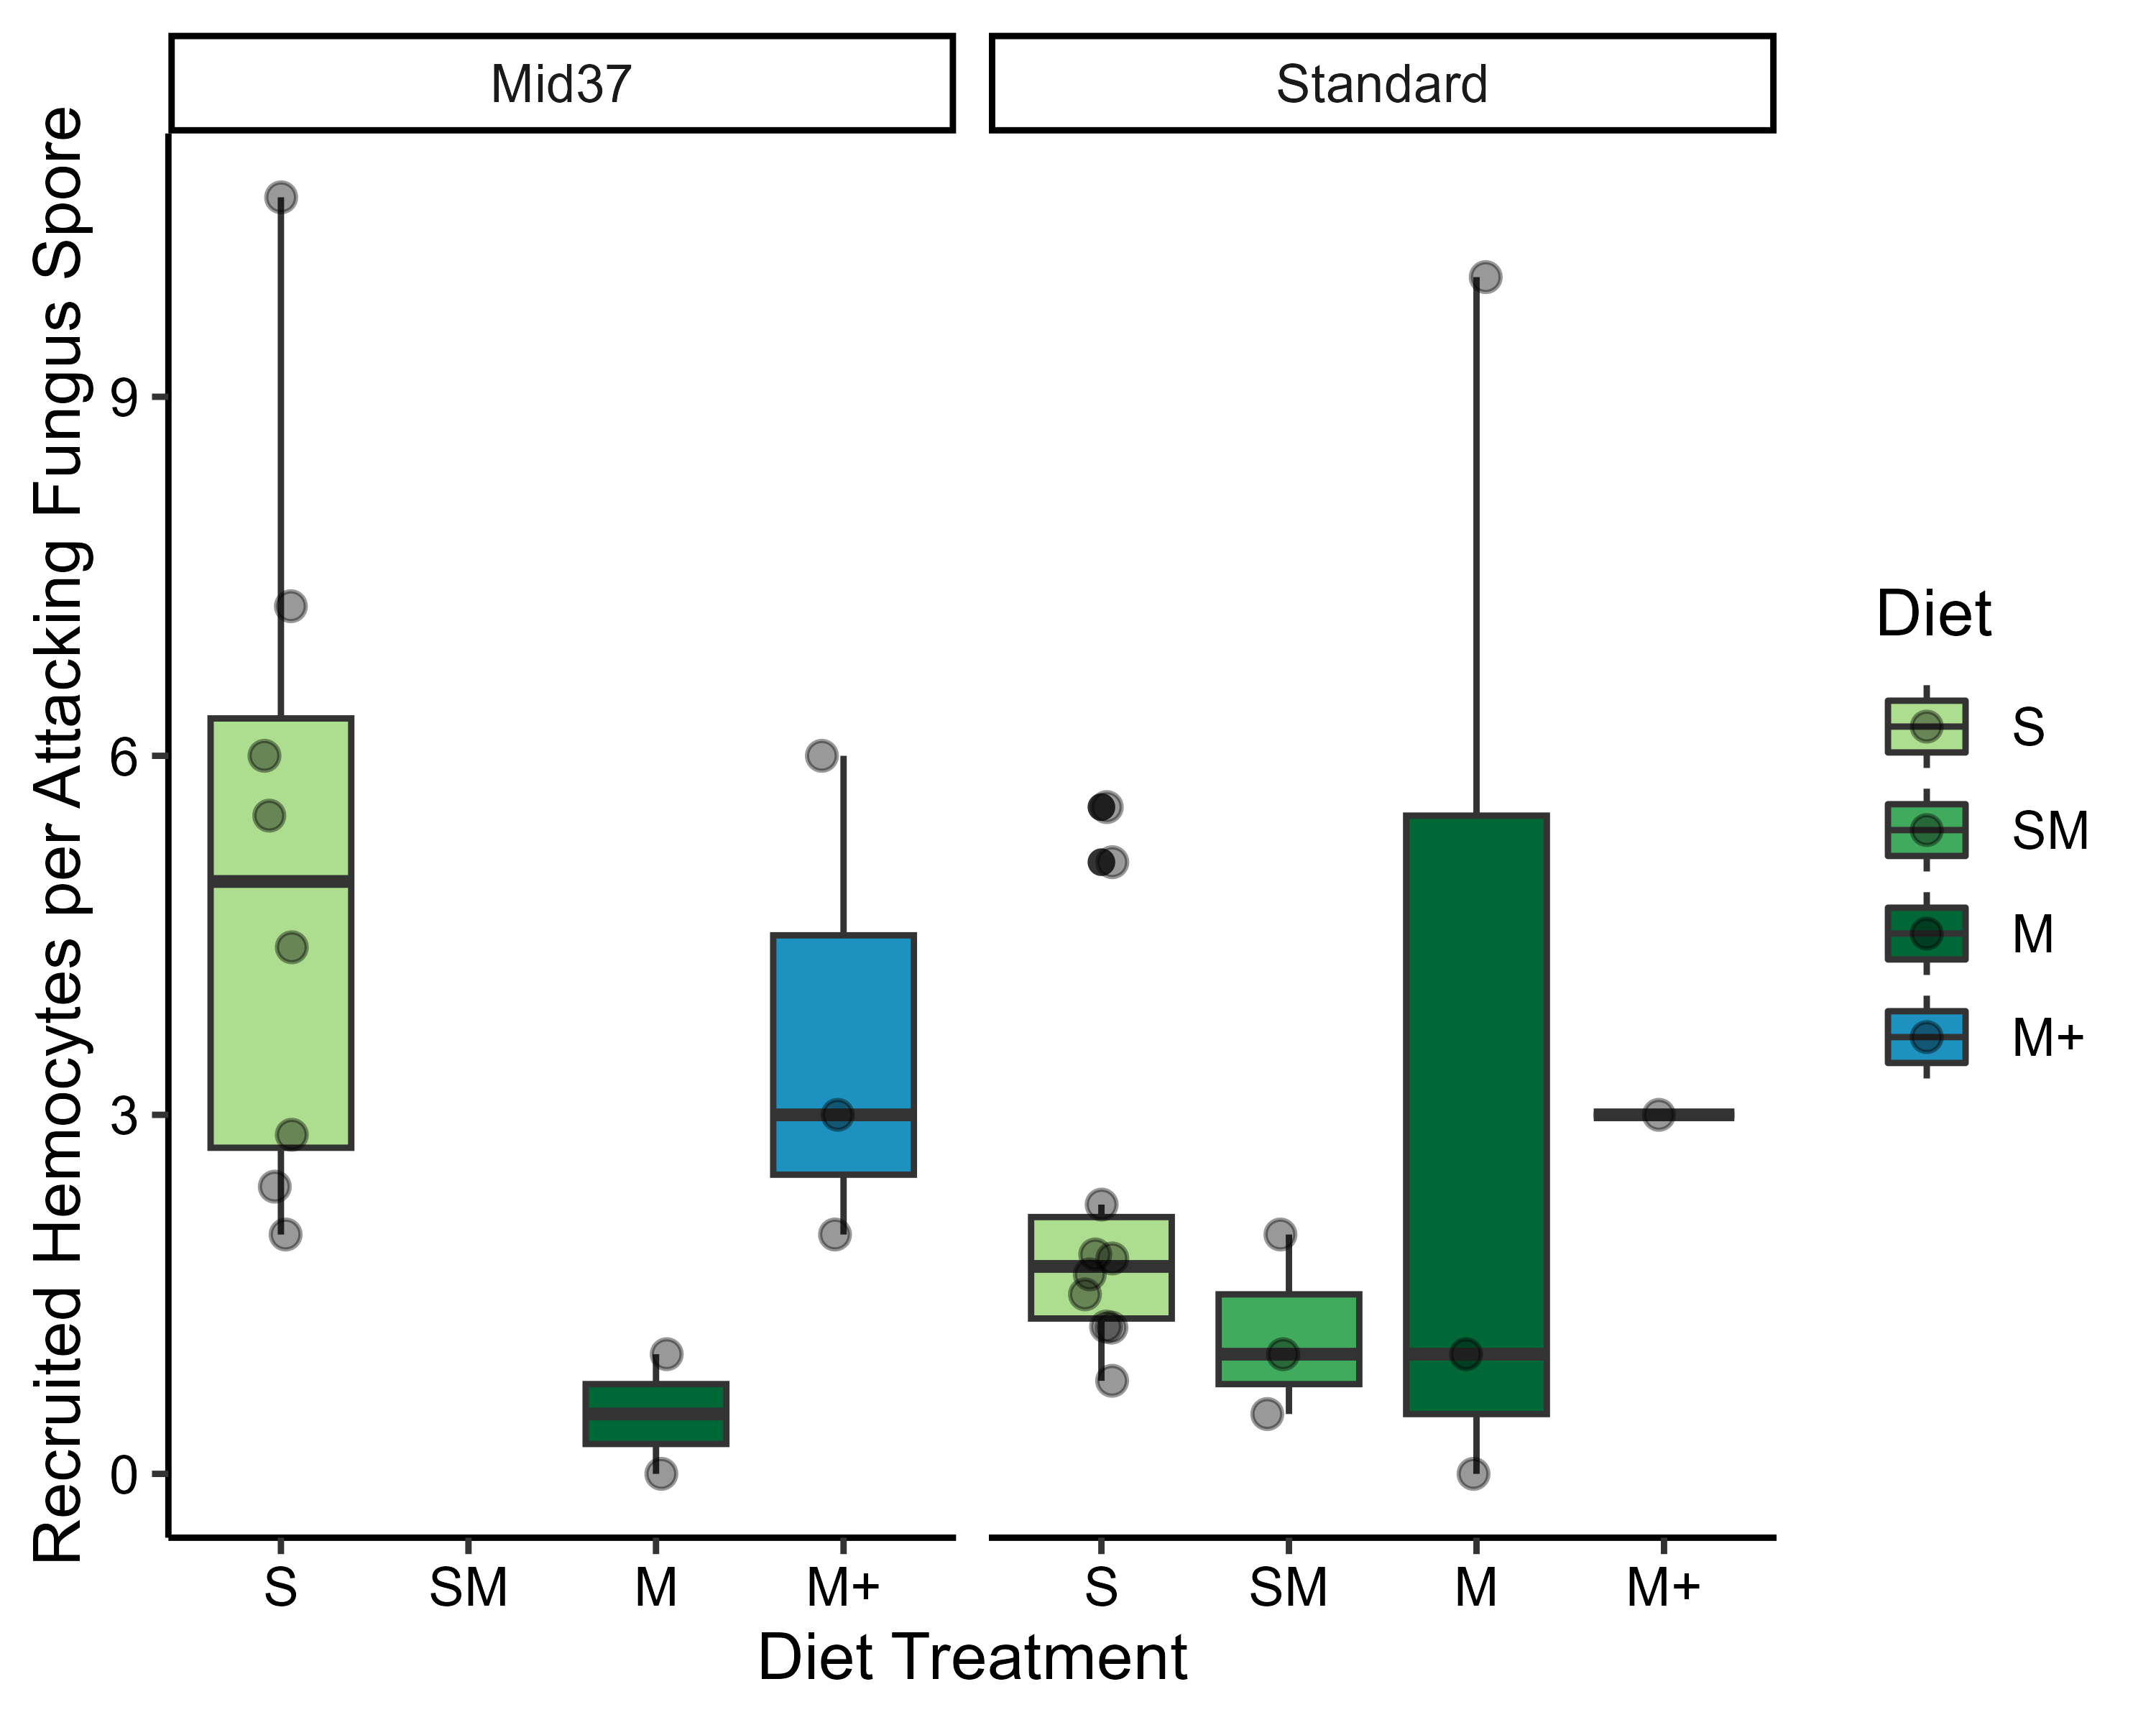 Mid37
Standard
Recruited Hemocytes per Attacking Fungus Spore
9
6
3
0
S
SM
M
M+
S
SM
M
M+
Diet Treatment
Diet
S
SM
M
M+